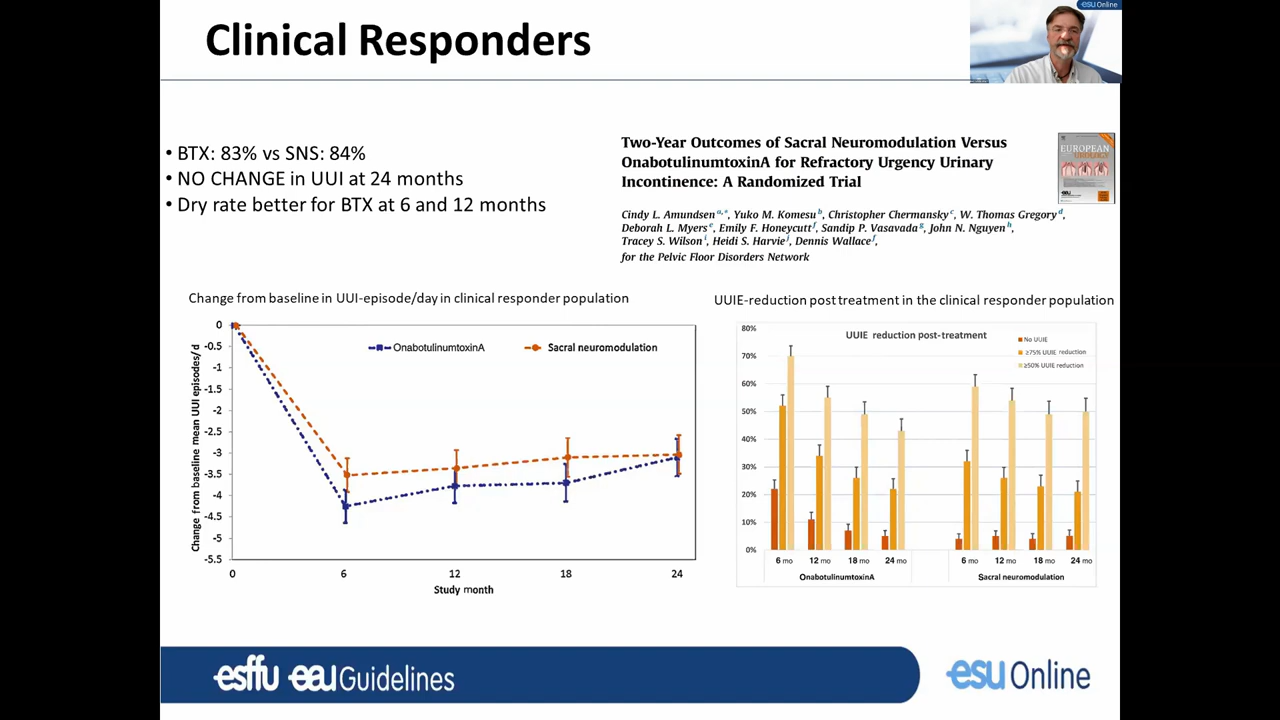 Clinical Responders
esu Online
• BTX: 83% vs SNS: 84%
• NO CHANGE in UUI at 24 months
• Dry rate better for BTX at 6 and 12 months
Two-Year Outcomes of Sacral Neuromodulation Versus
OnabotulinumtoxinA for Refractory Urgency Urinary
Incontinence: A Randomized Trial
EUROPEAN
UROLOGY
Cindy L. Amundsen a,*, Yuko M. Komesu b, Christopher Chermansky c, W. Thomas Gregory d,
Deborah L. Myers e, Emily F. Honeycutt f, Sandip P. Vasavada g, John N. Nguyen h,
Tracey S. Wilson i, Heidi S. Harvie j, Dennis Wallace f,
for the Pelvic Floor Disorders Network
Change from baseline in UUI-episode/day in clinical responder population
0
-0.5
-1
-1.5
-2
-2.5
-3
-3.5
-4
-4.5
-5
-5.5
Change from baseline mean UUI episodes/d
OnabotulinumtoxinA
Sacral neuromodulation
0 6 12 18 24
Study month
UUIE-reduction post treatment in the clinical responder population
UUIE reduction post-treatment
No UUIE
≥75% UUIE reduction
≥50% UUIE reduction
80%
70%
60%
50%
40%
30%
20%
10%
0%
6 mo 12 mo 18 mo 24 mo 6 mo 12 mo 18 mo 24 mo
OnabotulinumtoxinA Sacral neuromodulation
esffu eau Guidelines
esu Online